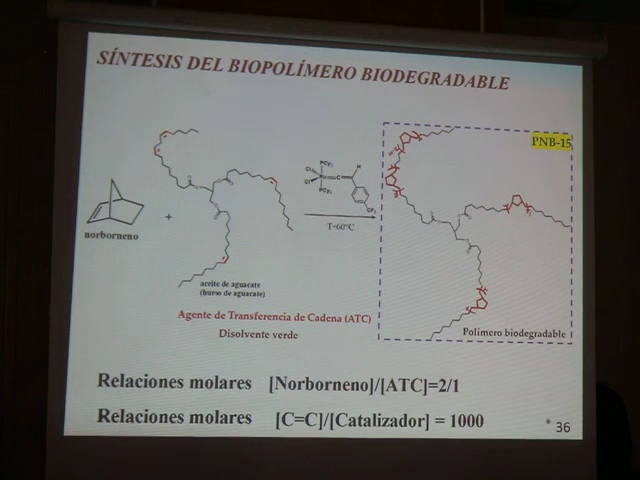 SÍNTESIS DEL BIOPOLÍMERO BIODEGRADABLE
PNB-15
norborneno
+
T=60°C
aceite de aguacate
(hueso de aguacate)
Agente de Transferencia de Cadena (ATC)
Disolvente verde
Polímero biodegradable
Relaciones molares [Norborneno]/[ATC]=2/1
Relaciones molares [C=C]/[Catalizador] = 1000
* 36